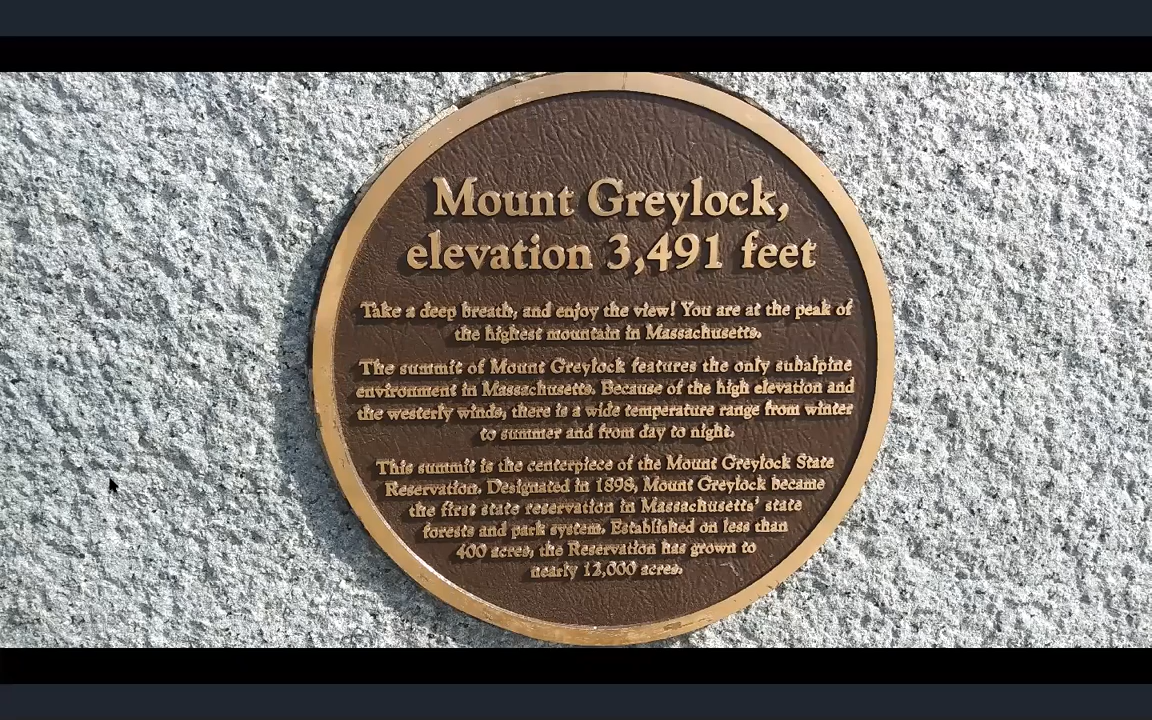 Mount Greylock,
elevation 3,491 feet
Take a deep breath, and enjoy the view! You are at the peak of
the highest mountain in Massachusetts.
The summit of Mount Greylock features the only subalpine
environment in Massachusetts. Because of the high elevation and
the westerly winds, there is a wide temperature range from winter
to summer and from day to night.
This summit is the centerpiece of the Mount Greylock State
Reservation. Designated in 1898, Mount Greylock became
the first state reservation in Massachusetts' state
forests and park system. Established on less than
400 acres, the Reservation has grown to
nearly 12,000 acres.